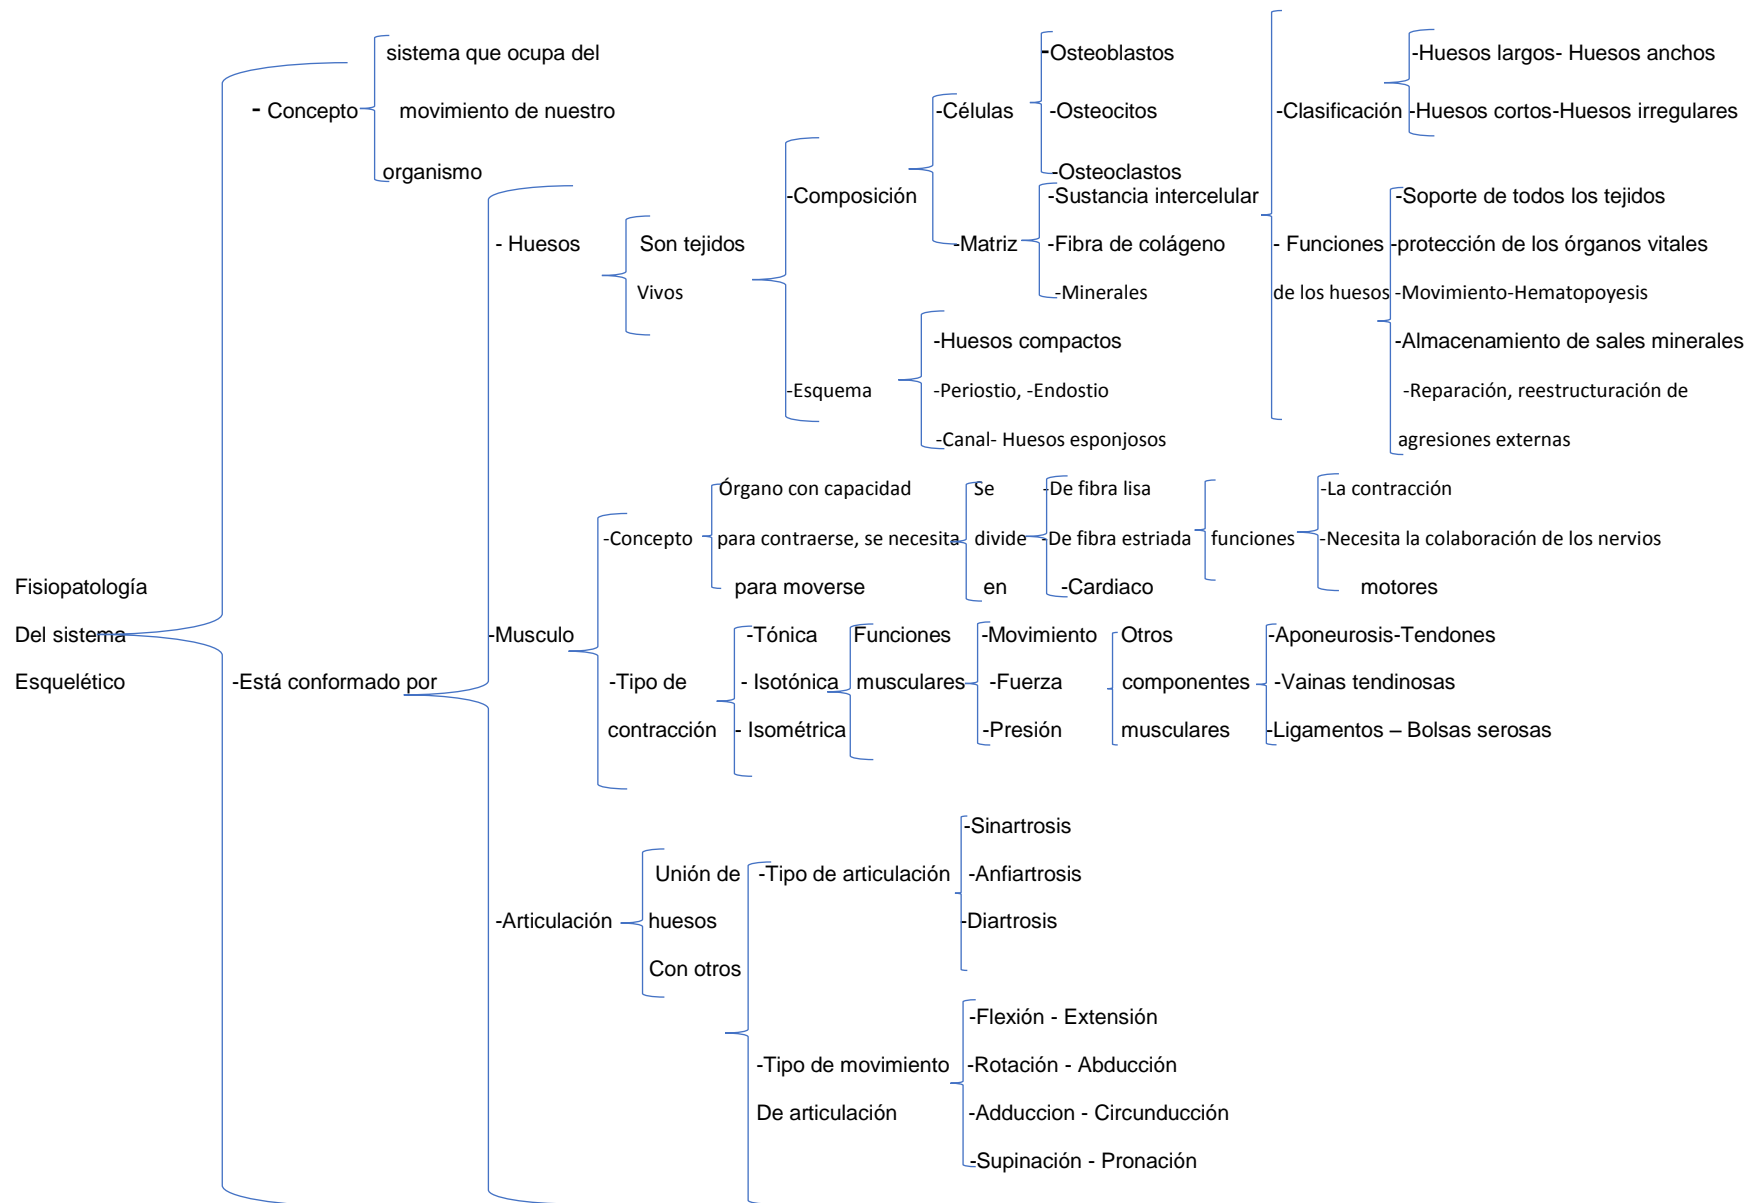 Fisiopatología
Del sistema
Esquelético
- Concepto
sistema que ocupa del
movimiento de nuestro
organismo
-Está conformado por
- Huesos
Son tejidos
Vivos
-Composición
-Células
-Osteoblastos
-Osteocitos
-Osteoclastos
-Matriz
-Sustancia intercelular
-Fibra de colágeno
-Minerales
-Esquema
-Huesos compactos
-Periostio, -Endostio
-Canal- Huesos esponjosos
-Clasificación
-Huesos largos- Huesos anchos
-Huesos cortos-Huesos irregulares
- Funciones
de los huesos
-Soporte de todos los tejidos
-protección de los órganos vitales
-Movimiento-Hematopoyesis
-Almacenamiento de sales minerales
-Reparación, reestructuración de
agresiones externas
-Musculo
-Concepto
Órgano con capacidad
para contraerse, se necesita
para moverse
Se
divide
en
-De fibra lisa
-De fibra estriada
-Cardiaco
funciones
-La contracción
-Necesita la colaboración de los nervios
motores
-Tipo de
contracción
-Tónica
- Isotónica
- Isométrica
Funciones
musculares
-Movimiento
-Fuerza
-Presión
Otros
componentes
musculares
-Aponeurosis-Tendones
-Vainas tendinosas
-Ligamentos – Bolsas serosas
-Articulación
Unión de
huesos
Con otros
-Tipo de articulación
-Sinartrosis
-Anfiartrosis
-Diartrosis
-Tipo de movimiento
De articulación
-Flexión - Extensión
-Rotación - Abducción
-Adduccion - Circunducción
-Supinación - Pronación